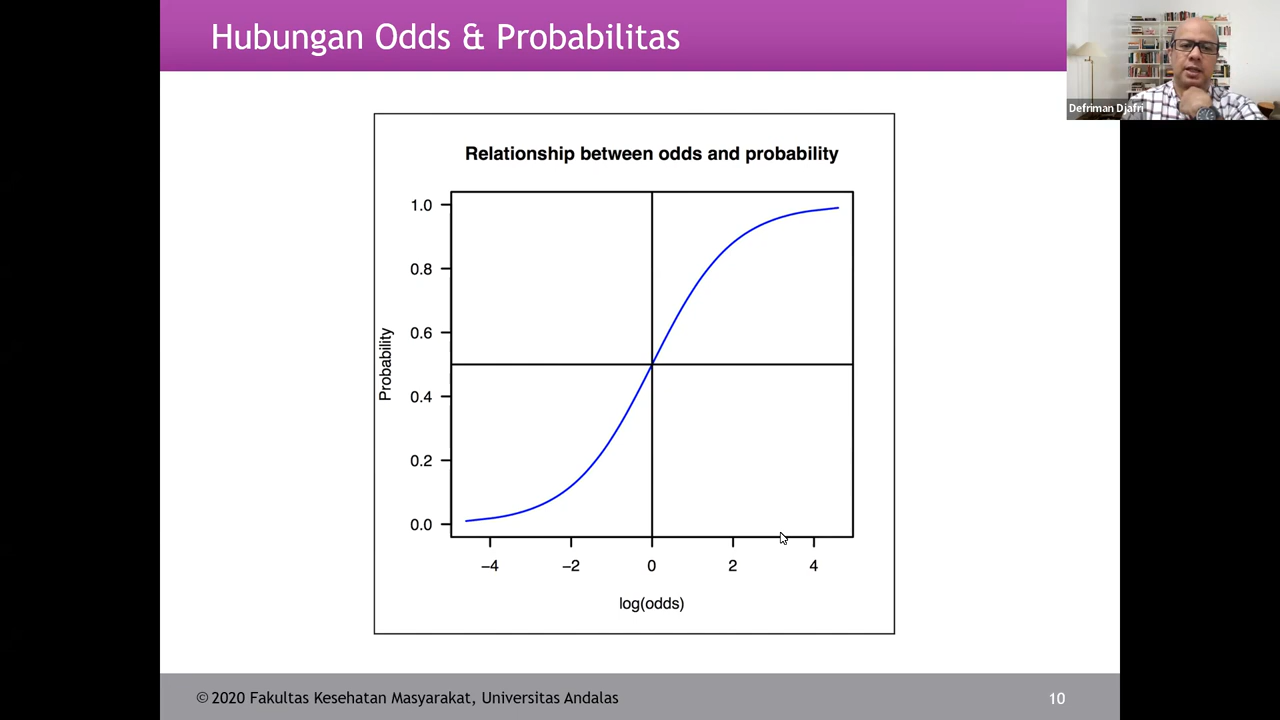 Hubungan Odds & Probabilitas
Defriman Djafri
Relationship between odds and probability
Probability
1.0
0.8
0.6
0.4
0.2
0.0
−4 −2 0 2 4
log(odds)
© 2020 Fakultas Kesehatan Masyarakat, Universitas Andalas 10